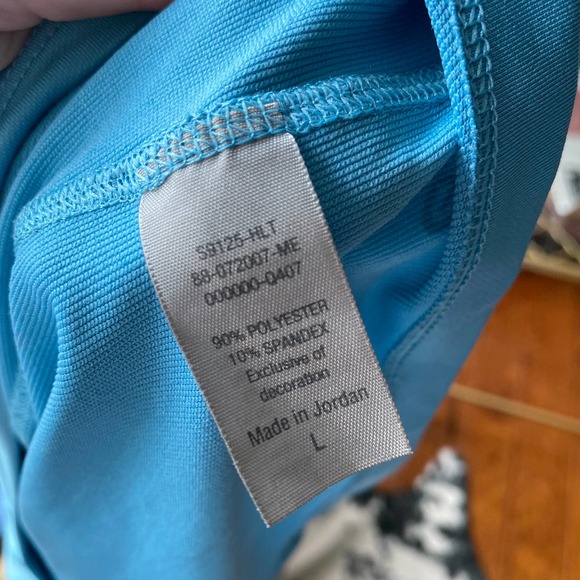 S9125-HLT
88-072007-ME
000000-0407
90% POLYESTER
10% SPANDEX
Exclusive of
decoration
Made in Jordan
L